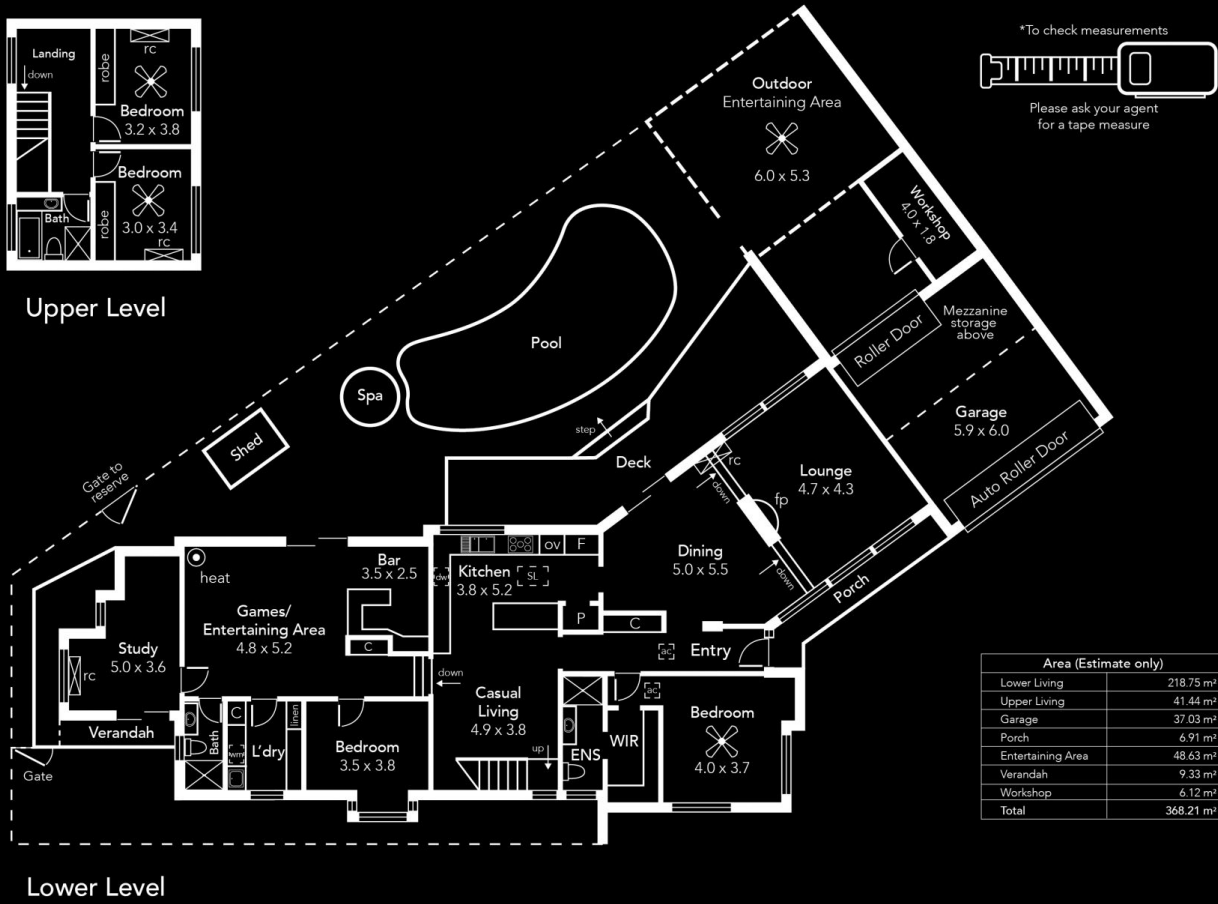 Landing
down
robe
rc
Bedroom
3.2 x 3.8
Bedroom
3.0 x 3.4
robe
rc
Bath
Upper Level
*To check measurements
Please ask your agent
for a tape measure
Outdoor
Entertaining Area
6.0 x 5.3
Workshop
4.0 x 1.8
Roller Door
Mezzanine
storage
above
Garage
5.9 x 6.0
Auto Roller Door
Pool
Spa
Shed
step
Deck
Gate to
reserve
rc
down
fp
Lounge
4.7 x 4.3
down
Dining
5.0 x 5.5
Porch
heat
Bar
3.5 x 2.5
dw
ov
F
Kitchen
3.8 x 5.2
SL
Games/
Entertaining Area
4.8 x 5.2
C
P
C
Study
5.0 x 3.6
rc
ac
Entry
down
Casual
Living
4.9 x 3.8
up
ac
Bedroom
4.0 x 3.7
WIR
ENS
Verandah
Gate
Bath
C
wm
L'dry
linen
Bedroom
3.5 x 3.8
Area (Estimate only)
Lower Living 218.75 m²
Upper Living 41.44 m²
Garage 37.03 m²
Porch 6.91 m²
Entertaining Area 48.63 m²
Verandah 9.33 m²
Workshop 6.12 m²
Total 368.21 m²
Lower Level